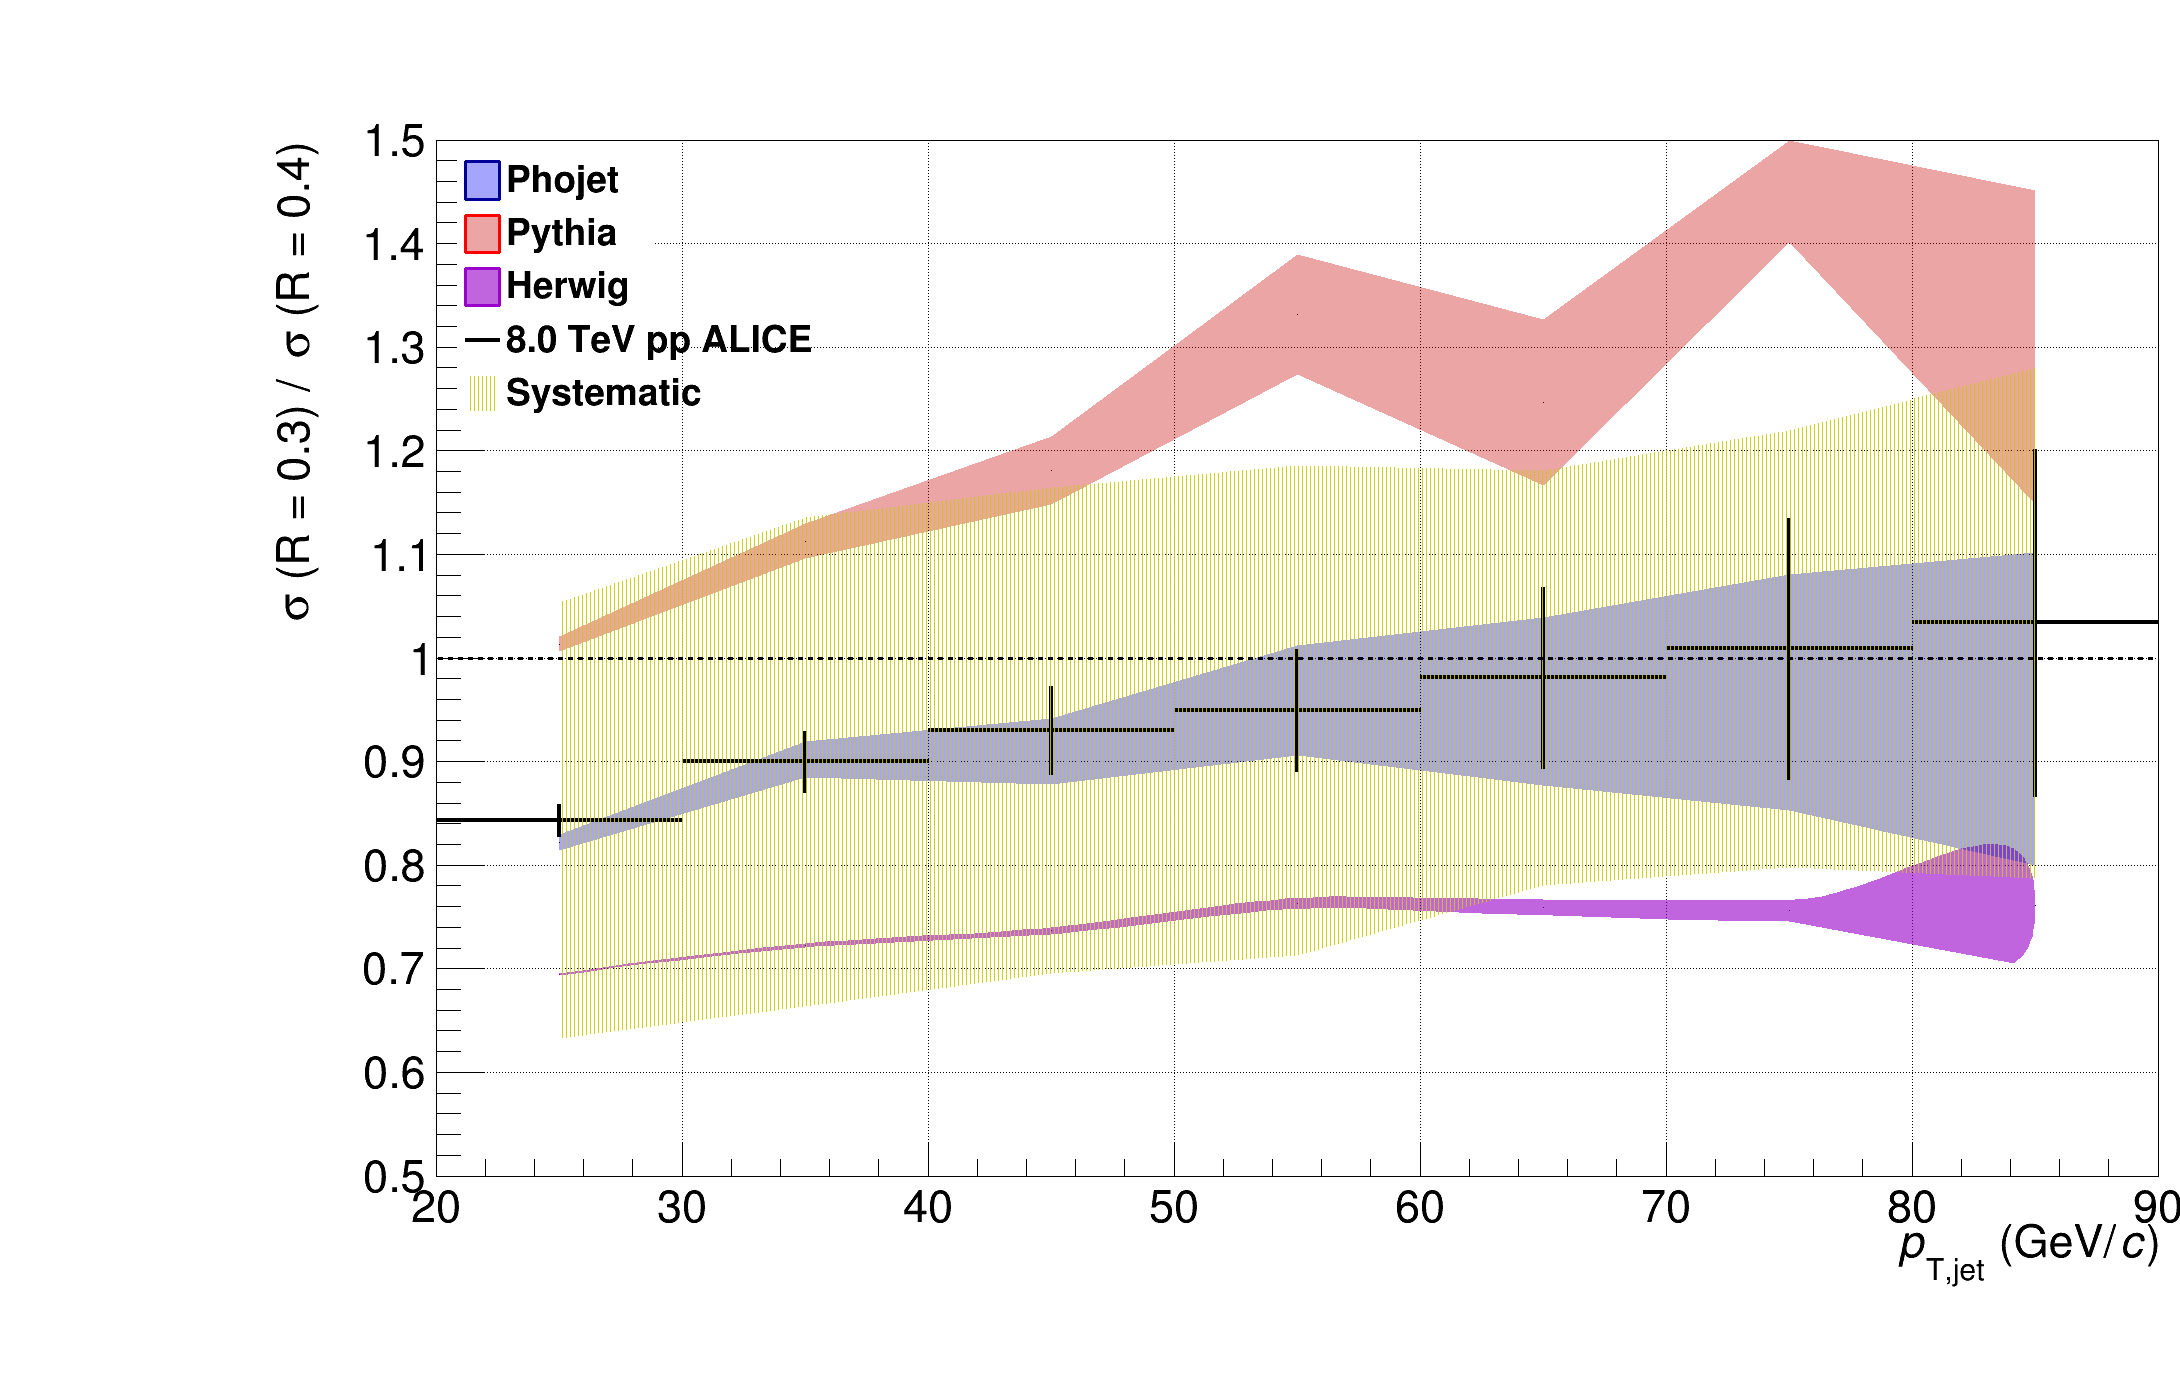 σ (R = 0.3) / σ (R = 0.4)
1.5
1.4
1.3
1.2
1.1
1
0.9
0.8
0.7
0.6
0.5
Phojet
Pythia
Herwig
8.0 TeV pp ALICE
Systematic
20 30 40 50 60 70 80 90
p T,jet (GeV/c)